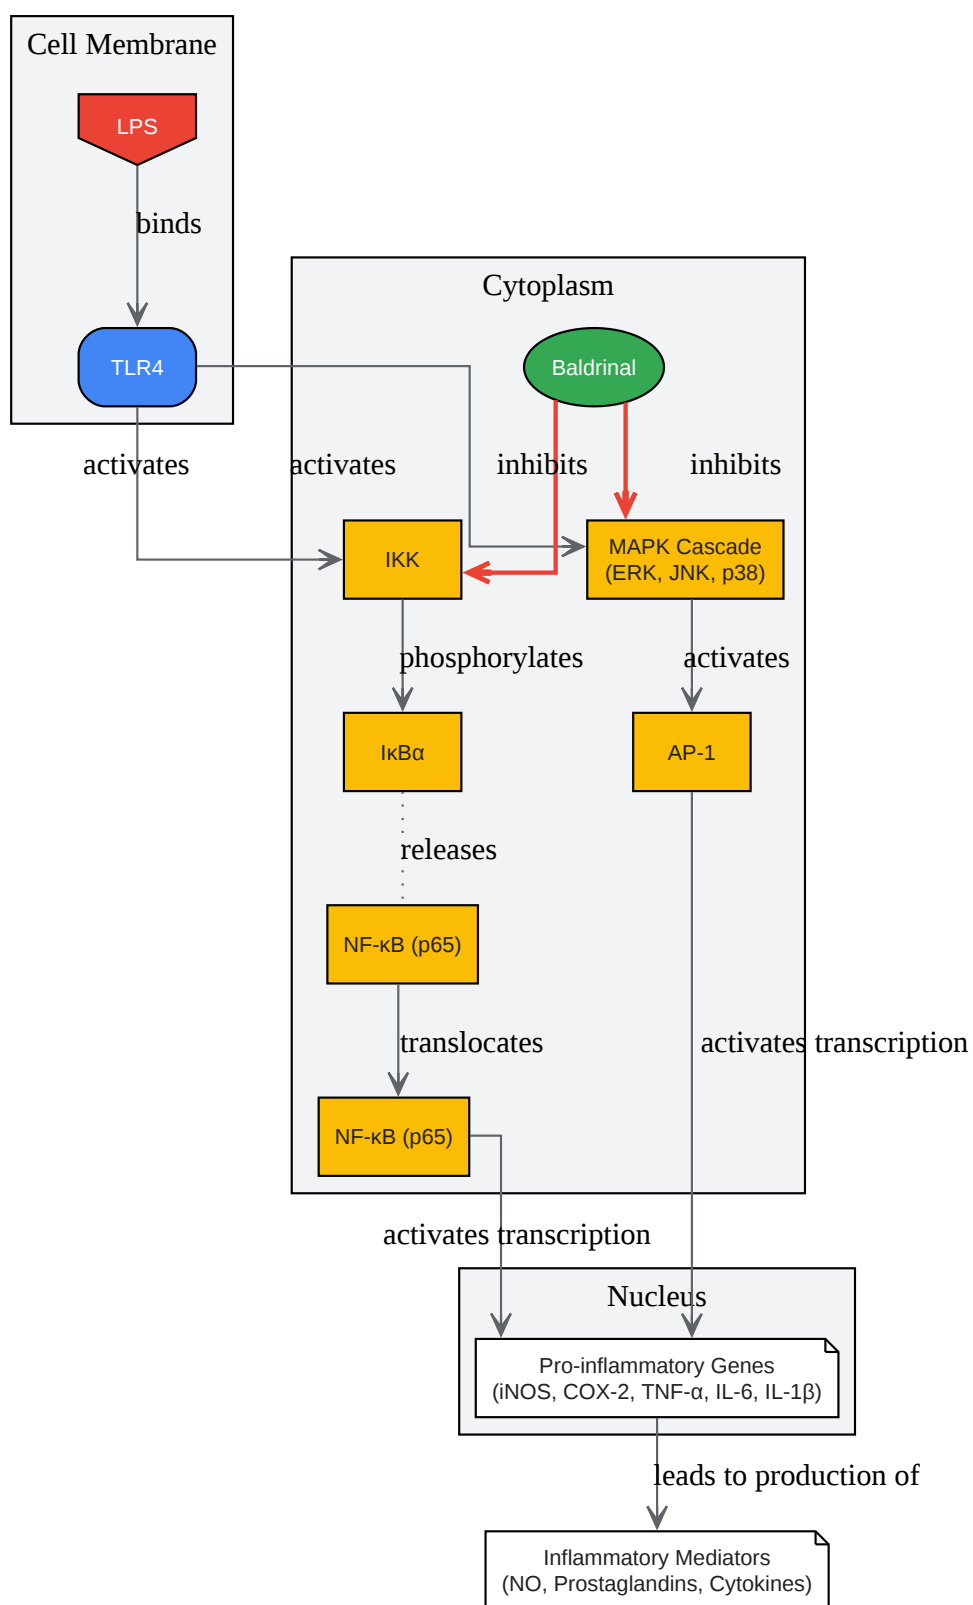 Cell Membrane
LPS
binds
Cytoplasm
TLR4
Baldrinal
activates
activates
inhibits
inhibits
IKK
MAPK Cascade
(ERK, JNK, p38)
phosphorylates
activates
IκBα
AP-1
releases
NF-κB (p65)
translocates
activates transcription
NF-κB (p65)
activates transcription
Nucleus
Pro-inflammatory Genes
(iNOS, COX-2, TNF-α, IL-6, IL-1β)
leads to production of
Inflammatory Mediators
(NO, Prostaglandins, Cytokines)